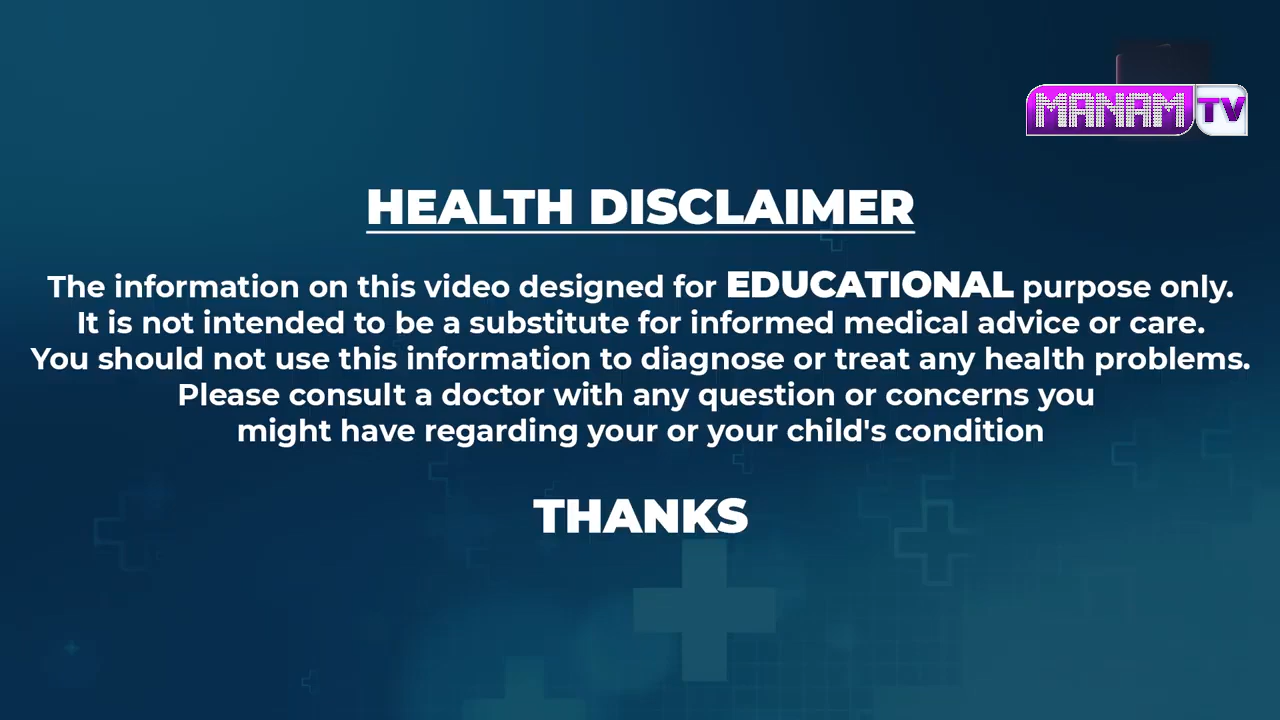 MANAM TV
HEALTH DISCLAIMER
The information on this video designed for EDUCATIONAL purpose only.
It is not intended to be a substitute for informed medical advice or care.
You should not use this information to diagnose or treat any health problems.
Please consult a doctor with any question or concerns you
might have regarding your or your child's condition
THANKS